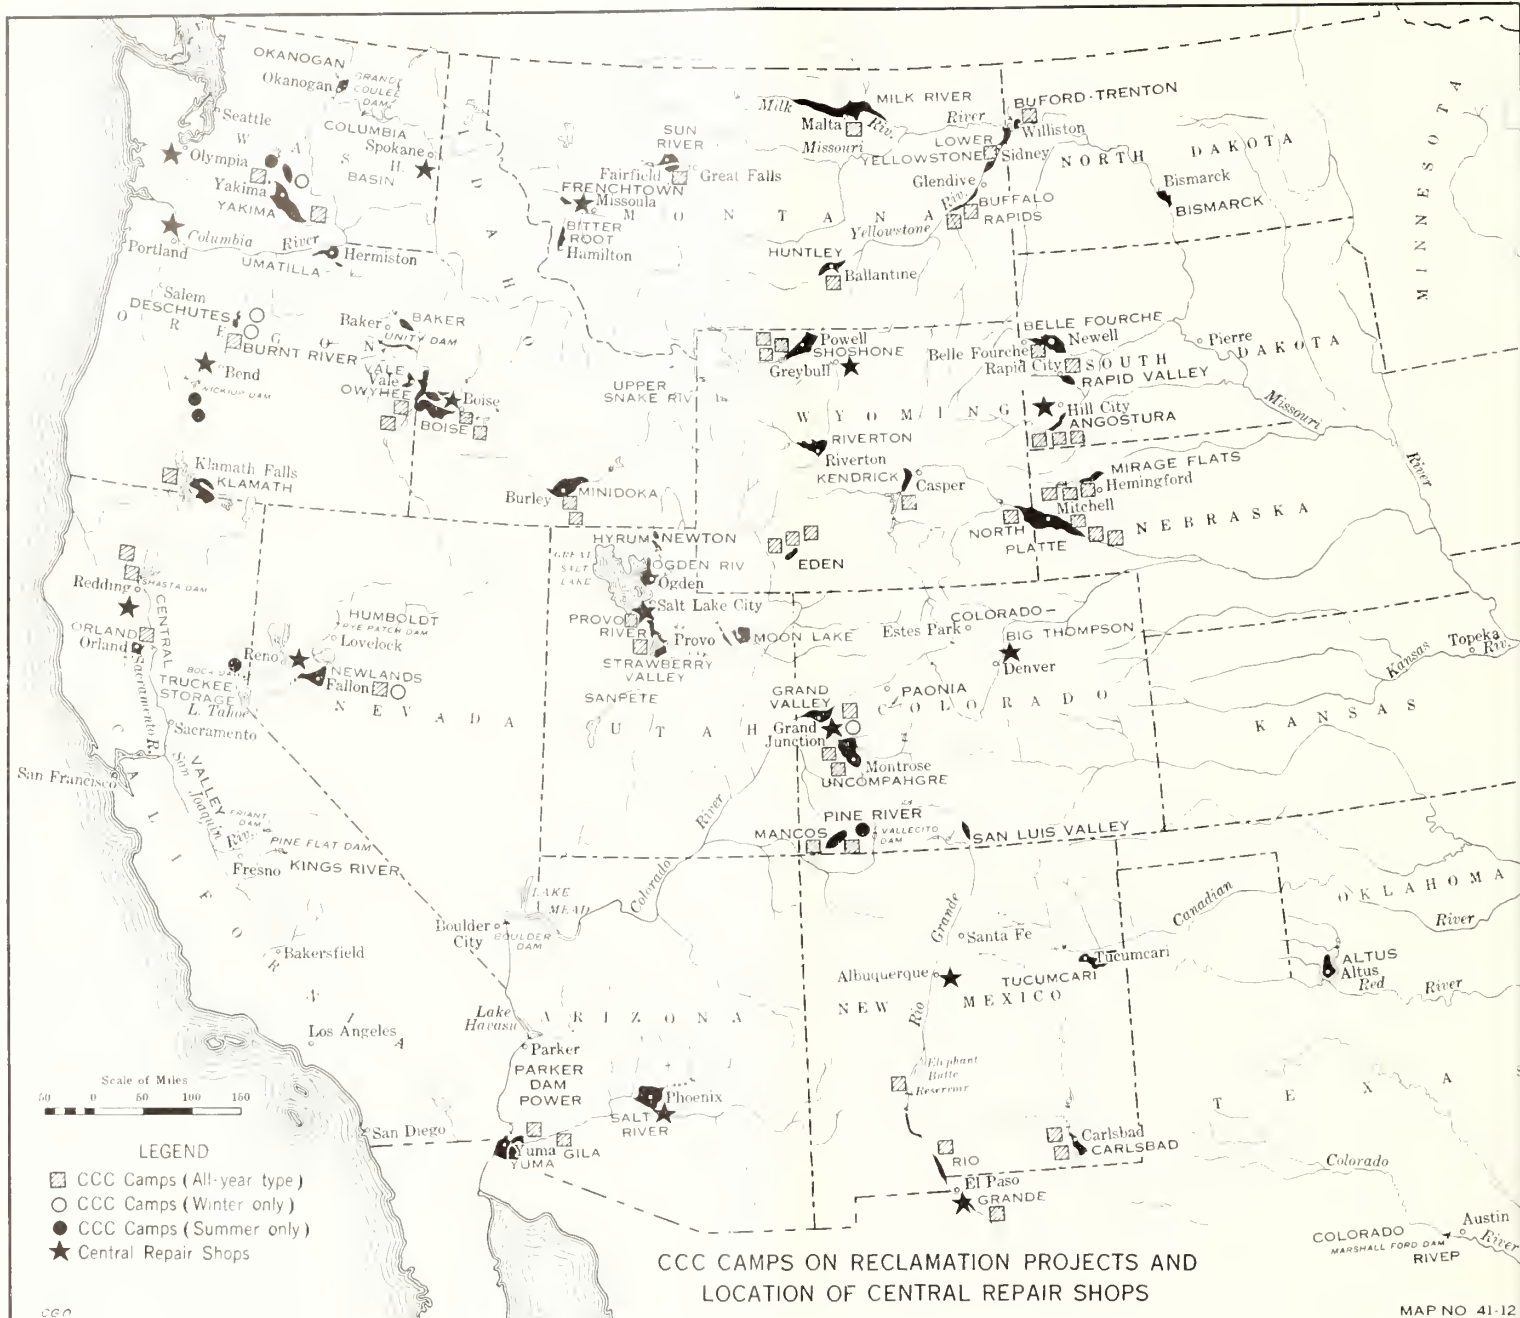 OKANOGAN
Okanogan
GRAND
COULEE
DAM
Seattle
COLUMBIA
Spokane
BASIN
W A S H.
Olympia
Yakima
YAKIMA
Columbia River
Portland
UMATILLA
Hermiston
I D A H O
Salem
DESCHUTES
O R E G O N
BURNT RIVER
Baker
BAKER
UNITY DAM
VALE
Vale
OWYHEE
Boise
BOISE
Bend
WICKIUP DAM
Klamath Falls
KLAMATH
Burley
MINIDOKA
UPPER
SNAKE RIV
SUN
RIVER
Fairfield
Great Falls
FRENCHTOWN
Missoula
M O N T A N A
BITTER
ROOT
Hamilton
Milk Riv.
MILK RIVER
Malta
Missouri River
BUFORD-TRENTON
Williston
LOWER
YELLOWSTONE
Sidney
NORTH DAKOTA
Glendive
BUFFALO
RAPIDS
Yellowstone Riv.
Bismarck
BISMARCK
MINNESOTA
HUNTLEY
Ballantine
Powell
SHOSHONE
Greybull
W Y O M I N G
RIVERTON
Riverton
KENDRICK
Casper
EDEN
BELLE FOURCHE
Newell
Belle Fourche
Rapid City
SOUTH DAKOTA
RAPID VALLEY
Pierre
Hill City
ANGOSTURA
Missouri River
MIRAGE FLATS
Hemingford
Mitchell
NORTH
PLATTE
NEBRASKA
HYRUM
NEWTON
GREAT
SALT
LAKE
OGDEN RIV
Ogden
Salt Lake City
PROVO
RIVER
Provo
MOON LAKE
STRAWBERRY
VALLEY
SANPETE
U T A H
Redding
SHASTA DAM
CENTRAL
VALLEY
ORLAND
Orland
Sacramento R.
BOCA DAM
TRUCKEE
STORAGE
L. Tahoe
Sacramento
HUMBOLDT
RYE PATCH DAM
Lovelock
Reno
NEWLANDS
Fallon
N E V A D A
San Francisco
San Joaquin Riv.
FRIANT
DAM
PINE FLAT DAM
Fresno
KINGS RIVER
C A L I F O R N I A
Bakersfield
Los Angeles
San Diego
COLORADO-
BIG THOMPSON
Estes Park
Denver
PAONIA
GRAND
VALLEY
C O L O R A D O
Grand
Junction
Montrose
UNCOMPAHGRE
PINE RIVER
MANCOS
VALLECITO
DAM
SAN LUIS VALLEY
Topeka
Kansas Riv.
KANSAS
LAKE
MEAD
Colorado River
Boulder
City
BOULDER
DAM
Lake
Havasu
A R I Z O N A
Parker
PARKER
DAM
POWER
Phoenix
SALT
RIVER
Yuma
YUMA
GILA
Rio Grande
Santa Fe
Albuquerque
NEW MEXICO
TUCUMCARI
Tucumcari
Canadian River
OKLAHOMA
ALTUS
Altus
Red River
Elephant
Butte
Reservoir
Carlsbad
CARLSBAD
RIO
El Paso
GRANDE
T E X A S
Colorado River
Austin
COLORADO
MARSHALL FORD DAM
RIVER
Scale of Miles
50 0 50 100 150
LEGEND
CCC Camps (All-year type)
CCC Camps (Winter only)
CCC Camps (Summer only)
Central Repair Shops
CCC CAMPS ON RECLAMATION PROJECTS AND
LOCATION OF CENTRAL REPAIR SHOPS
MAP NO 41-12